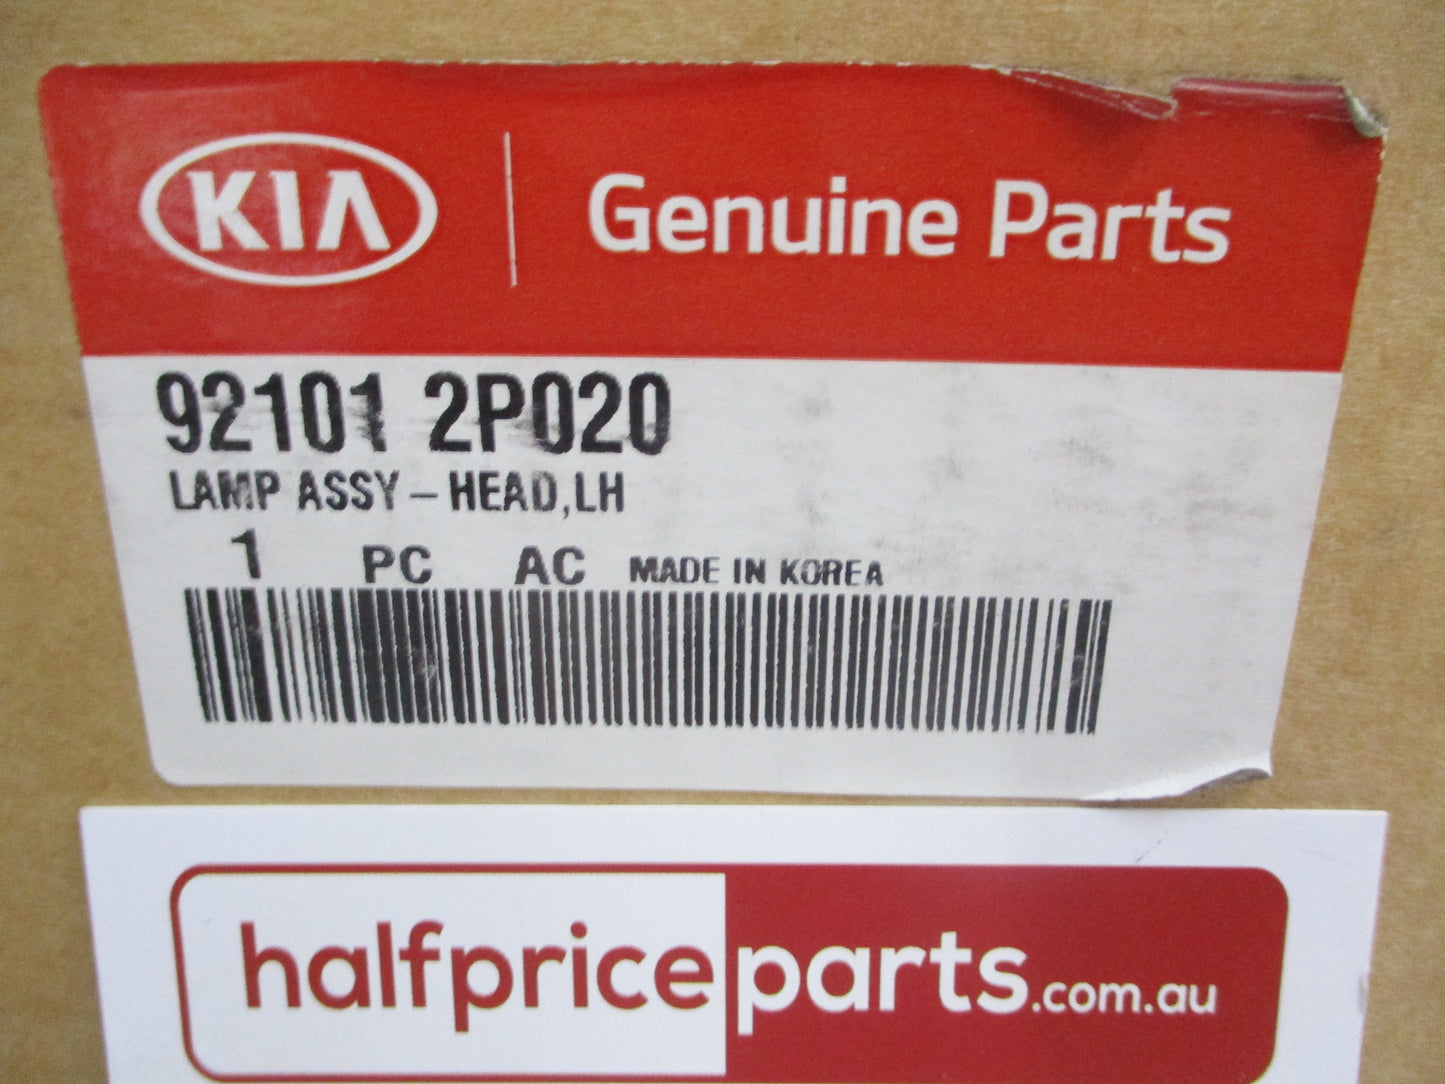 KIA Genuine Parts
92101 2P020
LAMP ASSY-HEAD,LH
1 PC AC MADE IN KOREA
halfpriceparts.com.au